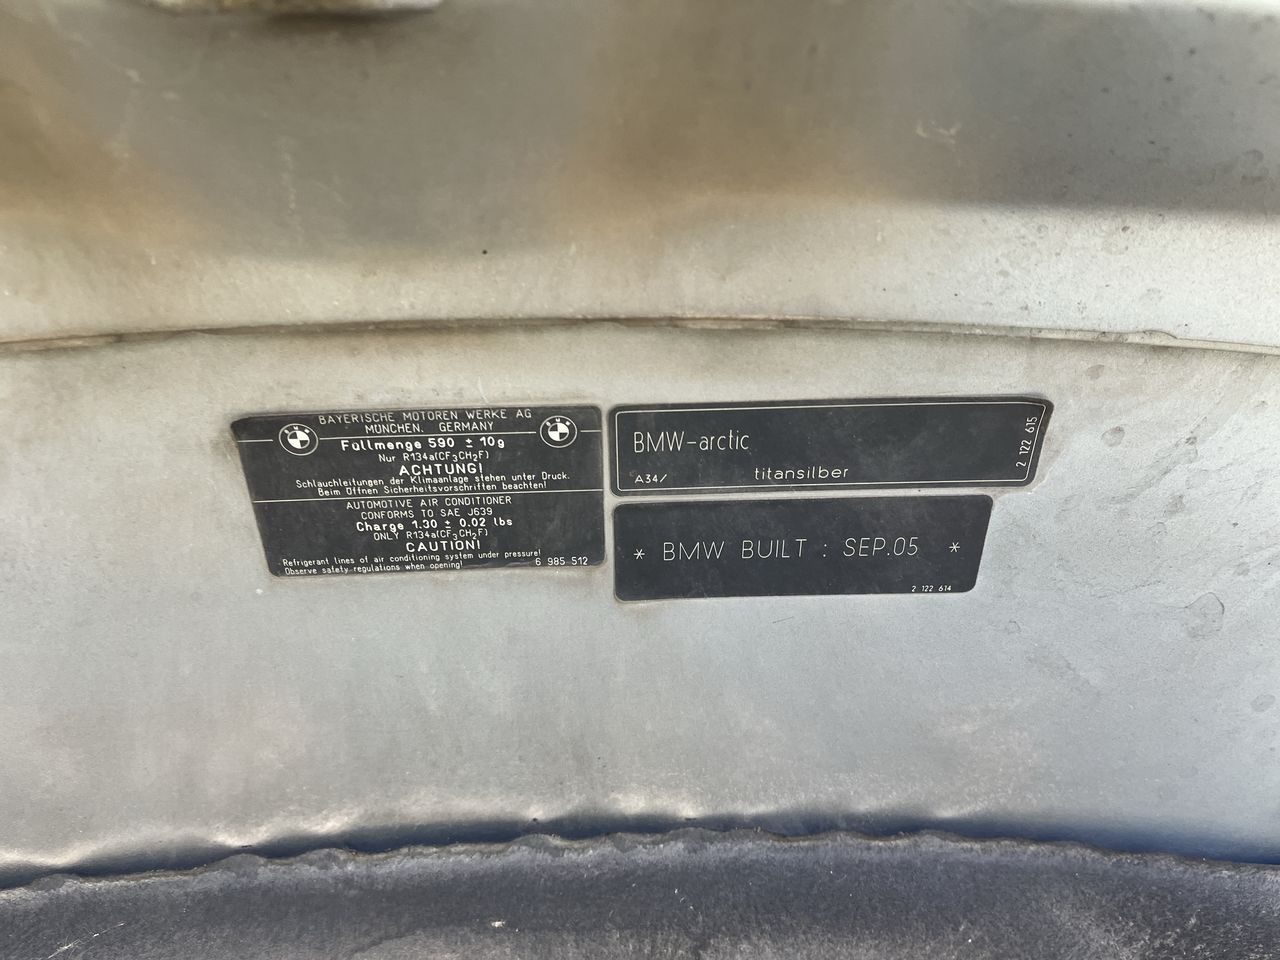 BAYERISCHE MOTOREN WERKE AG
MÜNCHEN, GERMANY
Füllmenge 590 ± 10g
Nur R134a(CF₃CH₂F)
ACHTUNG!
Schlauchleitungen der Klimaanlage stehen unter Druck.
Beim Öffnen Sicherheitsvorschriften beachten!
AUTOMOTIVE AIR CONDITIONER
CONFORMS TO SAE J639
Charge 1.30 ± 0.02 lbs
ONLY R134a(CF₃CH₂F)
CAUTION!
Refrigerant lines of air conditioning system under pressure!
Observe safety regulations when opening!
6 985 512
BMW-arctic
A34/ titansilber
2 122 615
* BMW BUILT : SEP.05 *
2 122 614